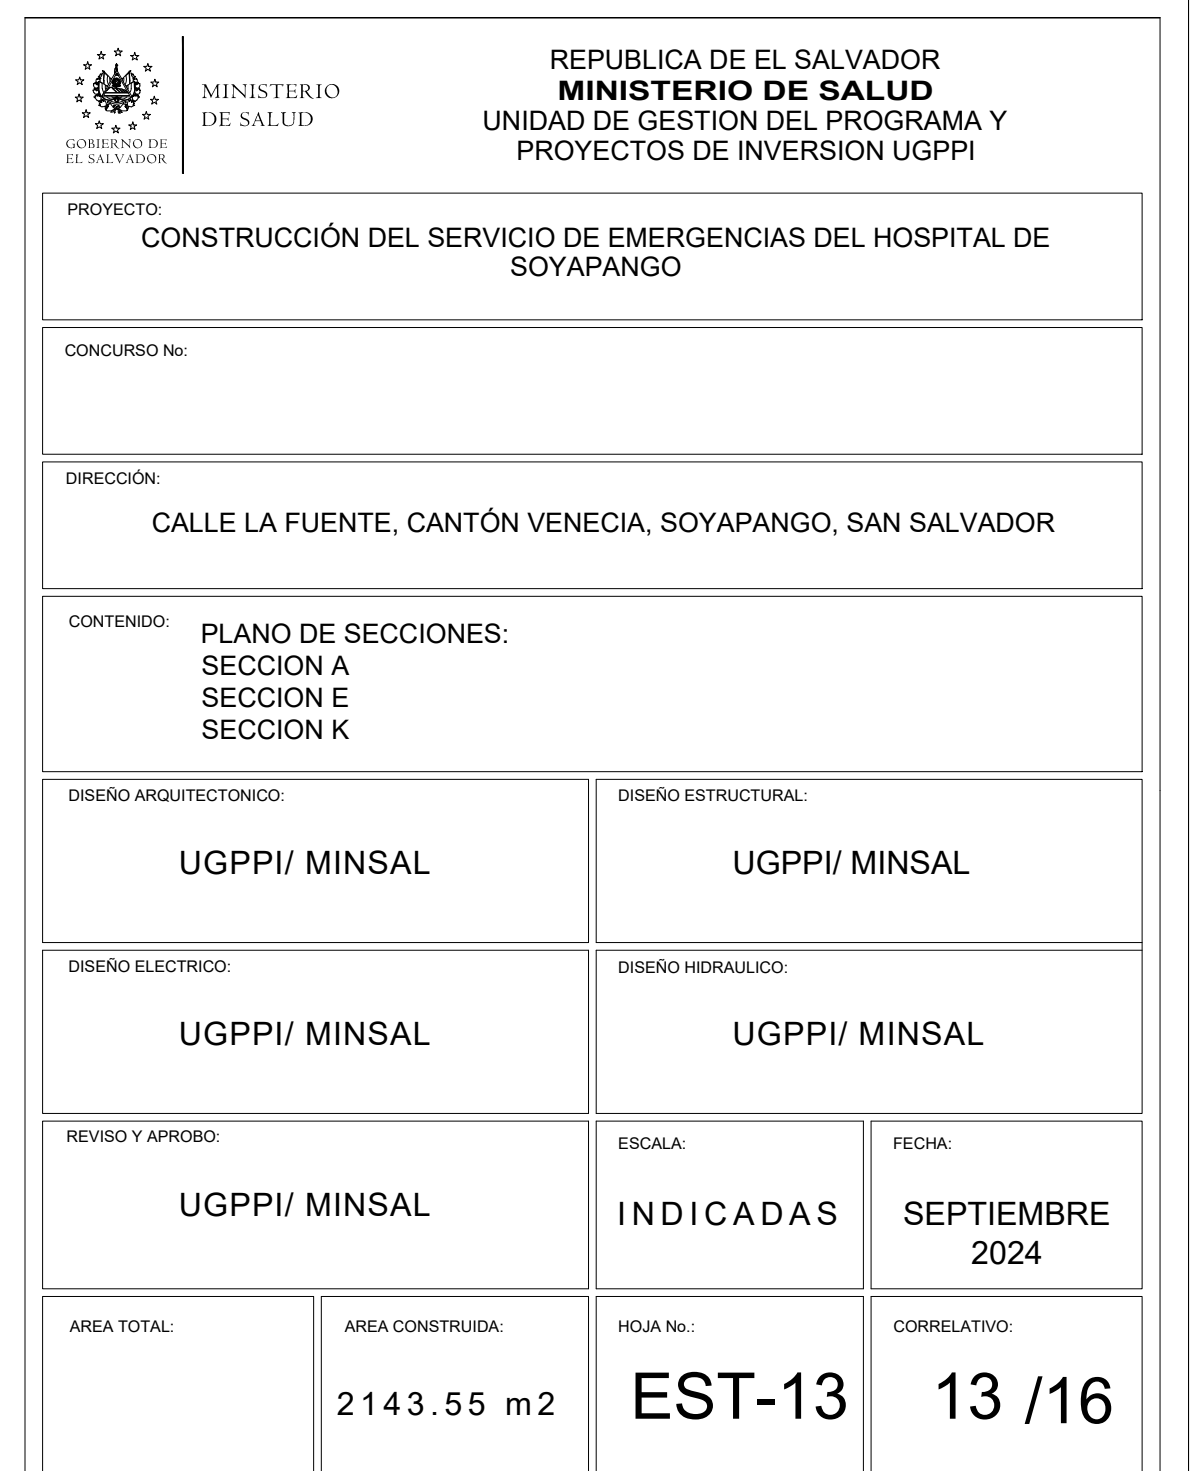 GOBIERNO DE
EL SALVADOR
MINISTERIO
DE SALUD
REPUBLICA DE EL SALVADOR
MINISTERIO DE SALUD
UNIDAD DE GESTION DEL PROGRAMA Y
PROYECTOS DE INVERSION UGPPI
PROYECTO:
CONSTRUCCIÓN DEL SERVICIO DE EMERGENCIAS DEL HOSPITAL DE
SOYAPANGO
CONCURSO No:
DIRECCIÓN:
CALLE LA FUENTE, CANTÓN VENECIA, SOYAPANGO, SAN SALVADOR
CONTENIDO:
PLANO DE SECCIONES:
SECCION A
SECCION E
SECCION K
DISEÑO ARQUITECTONICO:
UGPPI/ MINSAL
DISEÑO ESTRUCTURAL:
UGPPI/ MINSAL
DISEÑO ELECTRICO:
UGPPI/ MINSAL
DISEÑO HIDRAULICO:
UGPPI/ MINSAL
REVISO Y APROBO:
UGPPI/ MINSAL
ESCALA:
INDICADAS
FECHA:
SEPTIEMBRE
2024
AREA TOTAL:
AREA CONSTRUIDA:
2143.55 m2
HOJA No.:
EST-13
CORRELATIVO:
13 /16